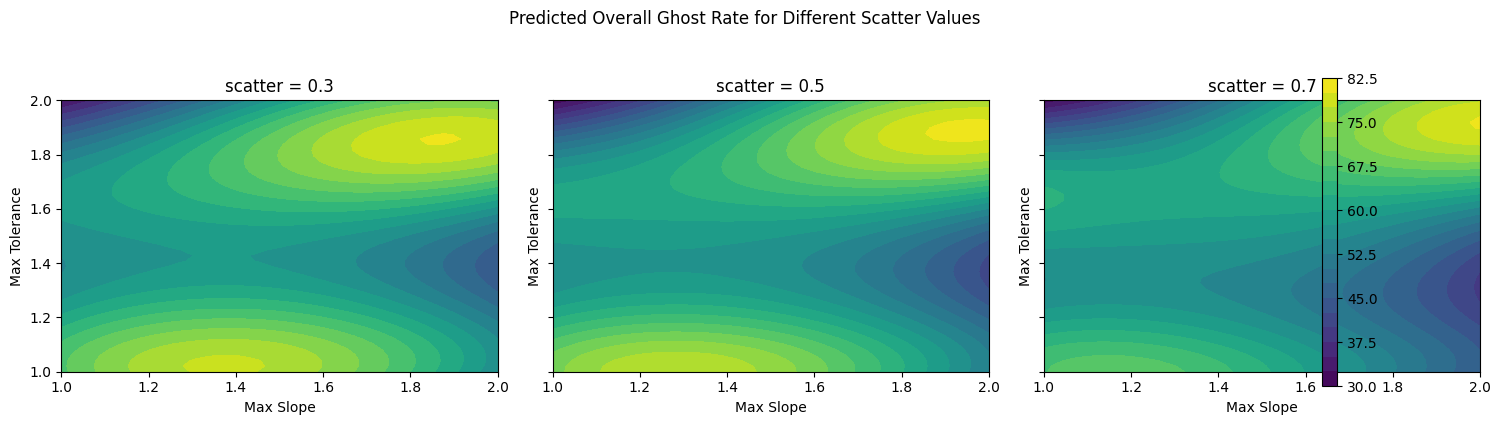 Predicted Overall Ghost Rate for Different Scatter Values
scatter = 0.3
scatter = 0.5
scatter = 0.7
Max Tolerance
2.0
1.8
1.6
1.4
1.2
1.0
1.0 1.2 1.4 1.6 1.8 2.0
Max Slope
Max Tolerance
1.0 1.2 1.4 1.6 1.8 2.0
Max Slope
Max Tolerance
1.0 1.2 1.4 1.6 1.8 2.0
Max Slope
82.5
75.0
67.5
60.0
52.5
45.0
37.5
30.0